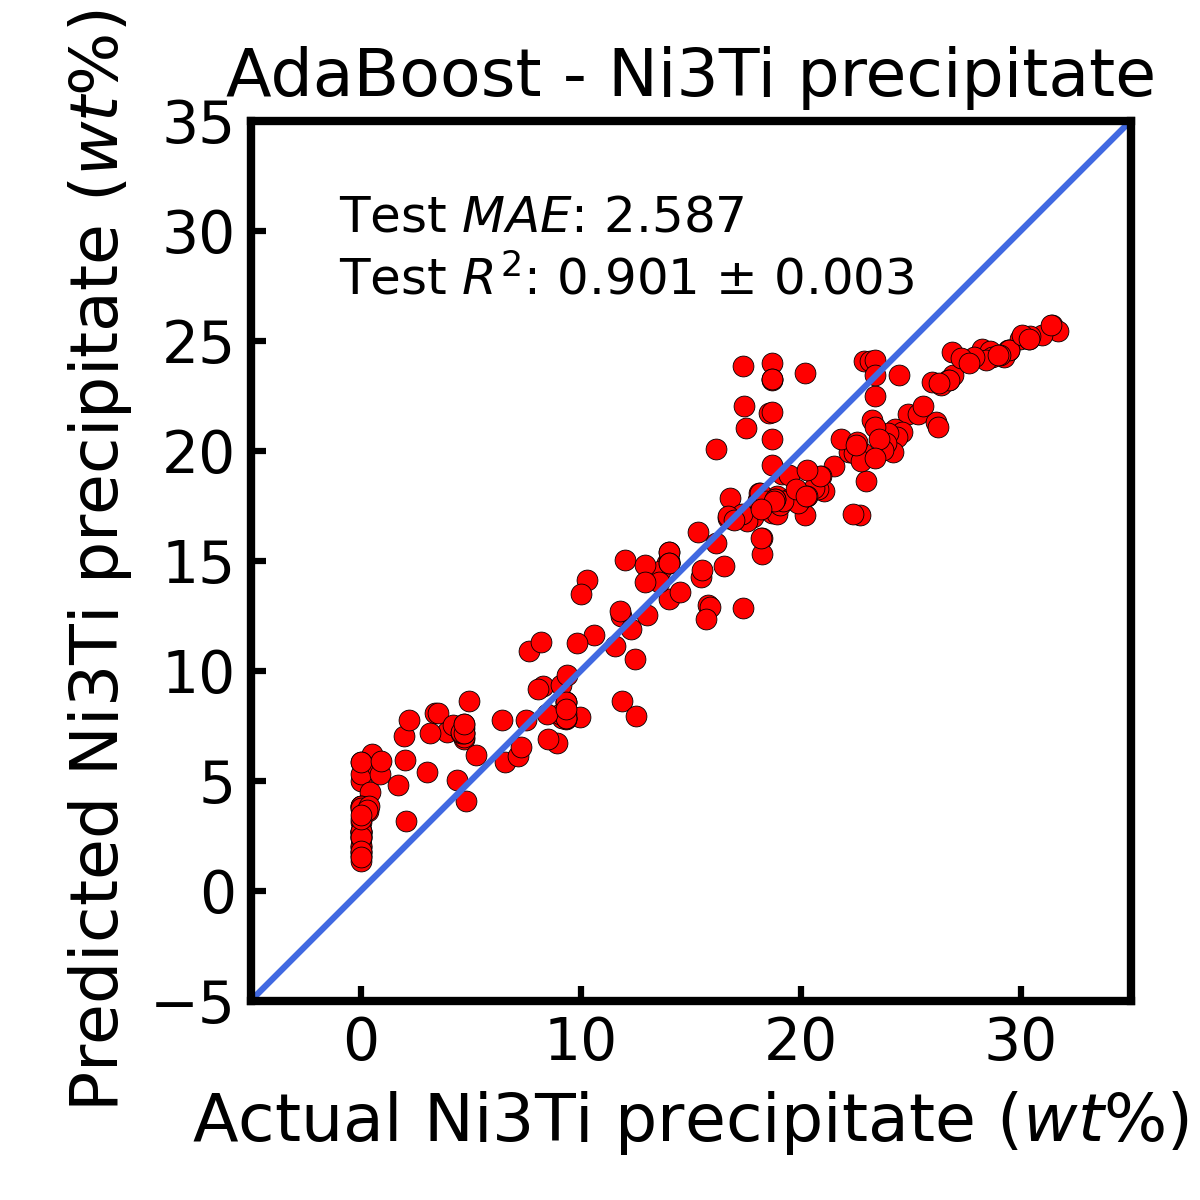 AdaBoost - Ni3Ti precipitate
Predicted Ni3Ti precipitate (wt%)
35
30
25
20
15
10
5
0
−5
Test MAE: 2.587
Test R²: 0.901 ± 0.003
0 10 20 30
Actual Ni3Ti precipitate (wt%)